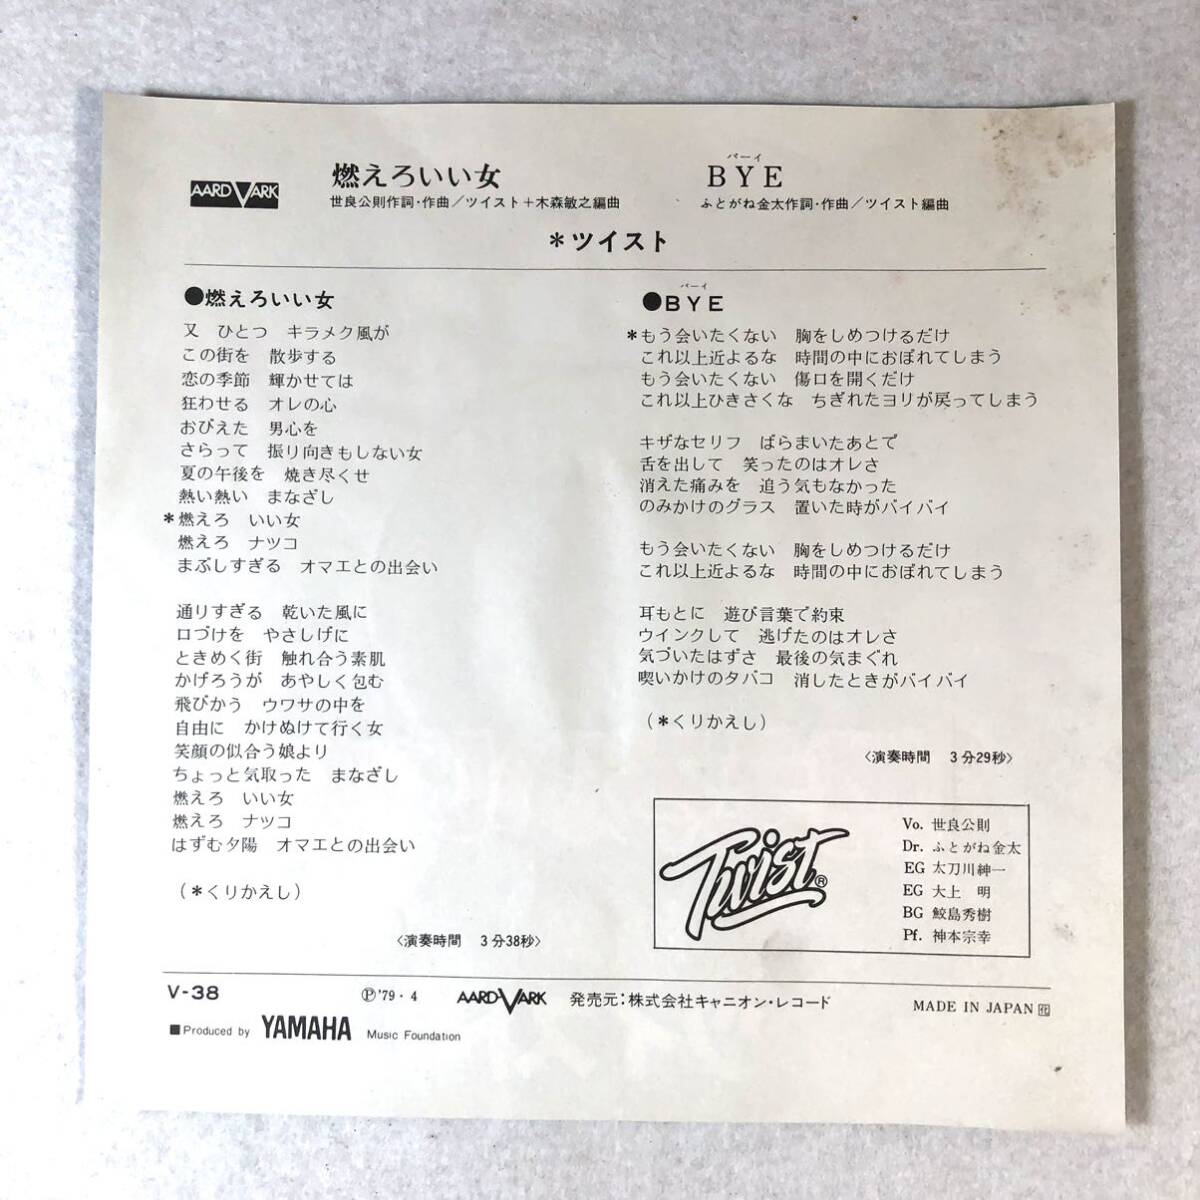 AARDVARK
燃えろいい女
世良公則作詞・作曲／ツイスト＋木森敏之編曲
バーイ
BYE
ふとがね金太作詞・作曲／ツイスト編曲
＊ツイスト
●燃えろいい女
又　ひとつ　キラメク風が
この街を　散歩する
恋の季節　輝かせては
狂わせる　オレの心
おびえた　男心を
さらって　振り向きもしない女
夏の午後を　焼き尽くせ
熱い熱い　まなざし
＊燃えろ　いい女
燃えろ　ナツコ
まぶしすぎる　オマエとの出会い
通りすぎる　乾いた風に
口づけを　やさしげに
ときめく街　触れ合う素肌
かげろうが　あやしく包む
飛びかう　ウワサの中を
自由に　かけぬけて行く女
笑顔の似合う娘より
ちょっと気取った　まなざし
燃えろ　いい女
燃えろ　ナツコ
はずむ夕陽　オマエとの出会い
（＊くりかえし）
〈演奏時間　3分38秒〉
バーイ
●BYE
＊もう会いたくない　胸をしめつけるだけ
これ以上近よるな　時間の中におぼれてしまう
もう会いたくない　傷口を開くだけ
これ以上ひきさくな　ちぎれたヨリが戻ってしまう
キザなセリフ　ばらまいたあとで
舌を出して　笑ったのはオレさ
消えた痛みを　追う気もなかった
のみかけのグラス　置いた時がバイバイ
もう会いたくない　胸をしめつけるだけ
これ以上近よるな　時間の中におぼれてしまう
耳もとに　遊び言葉で約束
ウインクして　逃げたのはオレさ
気づいたはずさ　最後の気まぐれ
喫いかけのタバコ　消したときがバイバイ
（＊くりかえし）
〈演奏時間　3分29秒〉
Twist®
Vo. 世良公則
Dr. ふとがね金太
EG 太刀川紳一
EG 大上　明
BG 鮫島秀樹
Pf. 神本宗幸
V-38
Ⓟ'79・4
AARD-VARK
発売元：株式会社キャニオン・レコード
MADE IN JAPAN
■Produced by YAMAHA Music Foundation